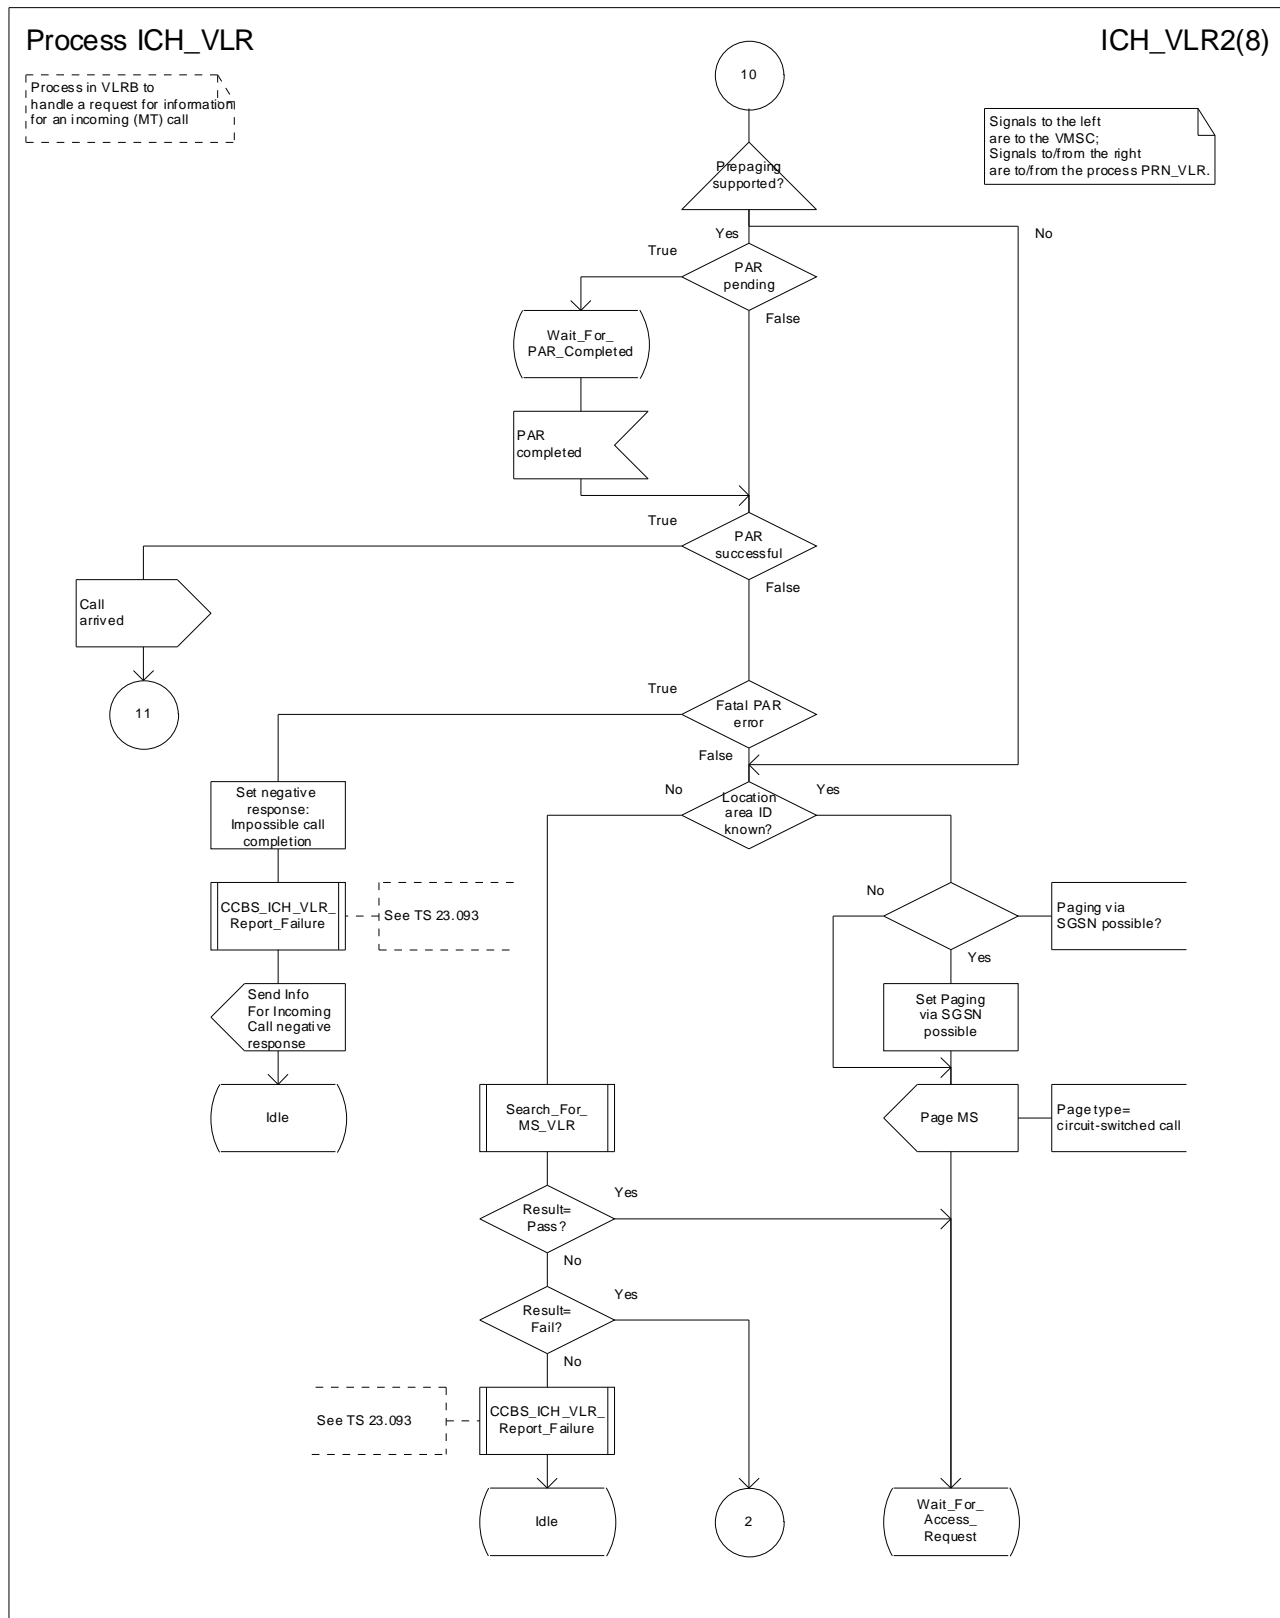 Process ICH_VLR
ICH_VLR2(8)
Process in VLRB to
handle a request for information
for an incoming (MT) call
10
Signals to the left
are to the VMSC;
Signals to/from the right
are to/from the process PRN_VLR.
Prepaging
supported?
Yes
No
True
PAR
pending
False
Wait_For_
PAR_Completed
PAR
completed
True
PAR
successful
False
Call
arrived
11
True
Fatal PAR
error
False
No
Location
area ID
known?
Yes
Set negative
response:
Impossible call
completion
CCBS_ICH_VLR_
Report_Failure
See TS 23.093
No
Paging via
SGSN possible?
Yes
Send Info
For Incoming
Call negative
response
Set Paging
via SGSN
possible
Idle
Search_For_
MS_VLR
Page MS
Page type=
circuit-switched call
Result=
Pass?
Yes
No
Result=
Fail?
Yes
No
See TS 23.093
CCBS_ICH_VLR_
Report_Failure
Idle
2
Wait_For_
Access_
Request